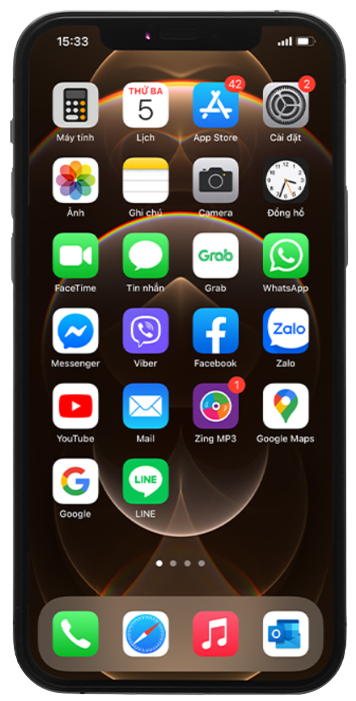 15:33
THỨ BA
5
42
2
Máy tính
Lịch
App Store
Cài đặt
Ảnh
Ghi chú
Camera
Đồng hồ
Grab
FaceTime
Tin nhắn
Grab
WhatsApp
Zalo
Messenger
Viber
Facebook
Zalo
1
YouTube
Mail
Zing MP3
Google Maps
LINE
Google
LINE